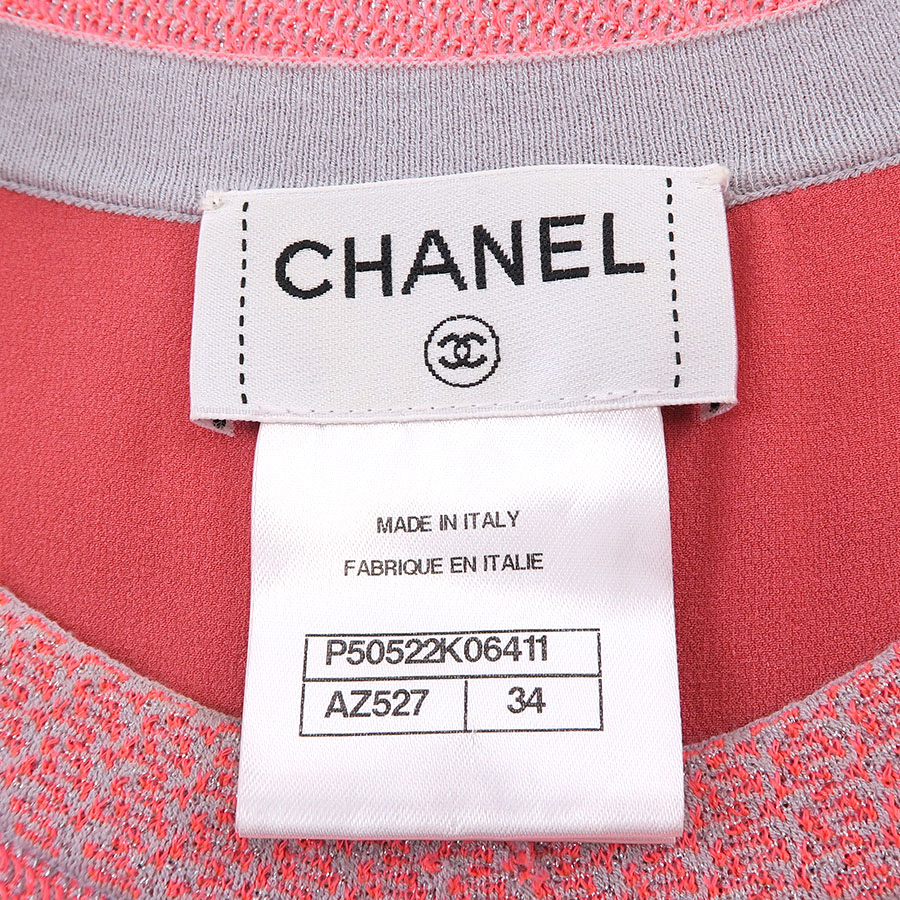 CHANEL
MADE IN ITALY
FABRIQUE EN ITALIE
P50522K06411
AZ527 34